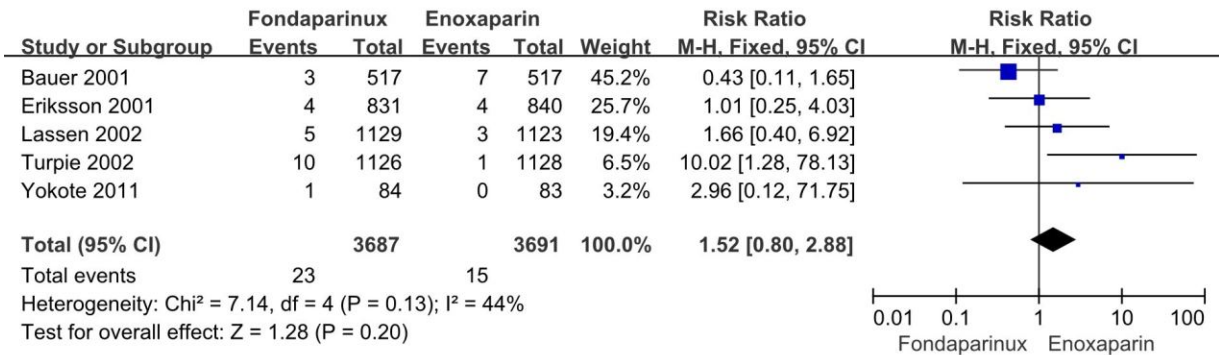 Fondaparinux Enoxaparin Risk Ratio Risk Ratio
Study or Subgroup Events Total Events Total Weight M-H, Fixed, 95% CI M-H, Fixed, 95% CI
Bauer 2001 3 517 7 517 45.2% 0.43 [0.11, 1.65]
Eriksson 2001 4 831 4 840 25.7% 1.01 [0.25, 4.03]
Lassen 2002 5 1129 3 1123 19.4% 1.66 [0.40, 6.92]
Turpie 2002 10 1126 1 1128 6.5% 10.02 [1.28, 78.13]
Yokote 2011 1 84 0 83 3.2% 2.96 [0.12, 71.75]
Total (95% CI) 3687 3691 100.0% 1.52 [0.80, 2.88]
Total events 23 15
Heterogeneity: Chi² = 7.14, df = 4 (P = 0.13); I² = 44%
Test for overall effect: Z = 1.28 (P = 0.20)
0.01 0.1 1 10 100
Fondaparinux Enoxaparin